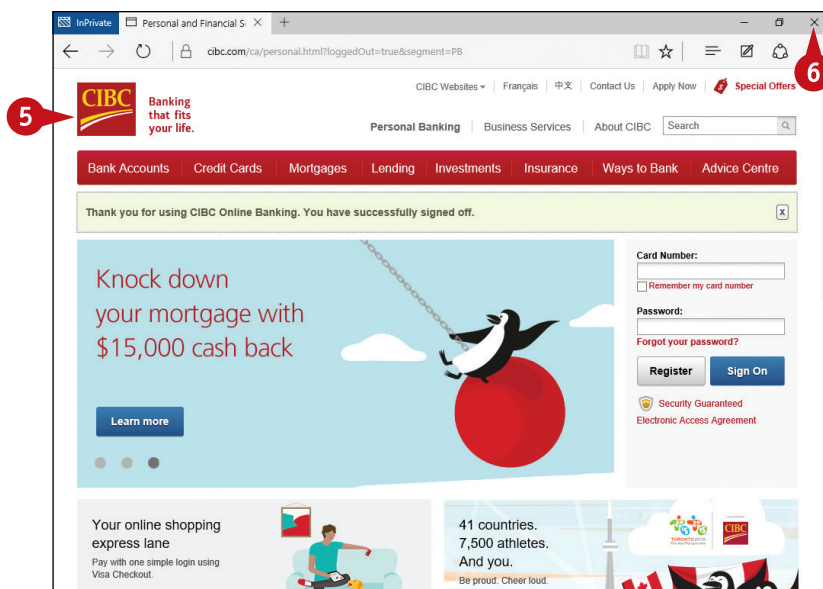 InPrivate
Personal and Financial S
cibc.com/ca/personal.html?loggedOut=true&segment=PB
6
CIBC Websites
Français
中文
Contact Us
Apply Now
Special Offers
5
CIBC
Banking
that fits
your life.
Personal Banking
Business Services
About CIBC
Search
Bank Accounts
Credit Cards
Mortgages
Lending
Investments
Insurance
Ways to Bank
Advice Centre
Thank you for using CIBC Online Banking. You have successfully signed off.
x
Knock down
your mortgage with
$15,000 cash back
Learn more
Card Number:
Remember my card number
Password:
Forgot your password?
Register
Sign On
Security Guaranteed
Electronic Access Agreement
Your online shopping
express lane
Pay with one simple login using
Visa Checkout.
41 countries.
7,500 athletes.
And you.
Be proud. Cheer loud.
TORONTO 2015
CIBC